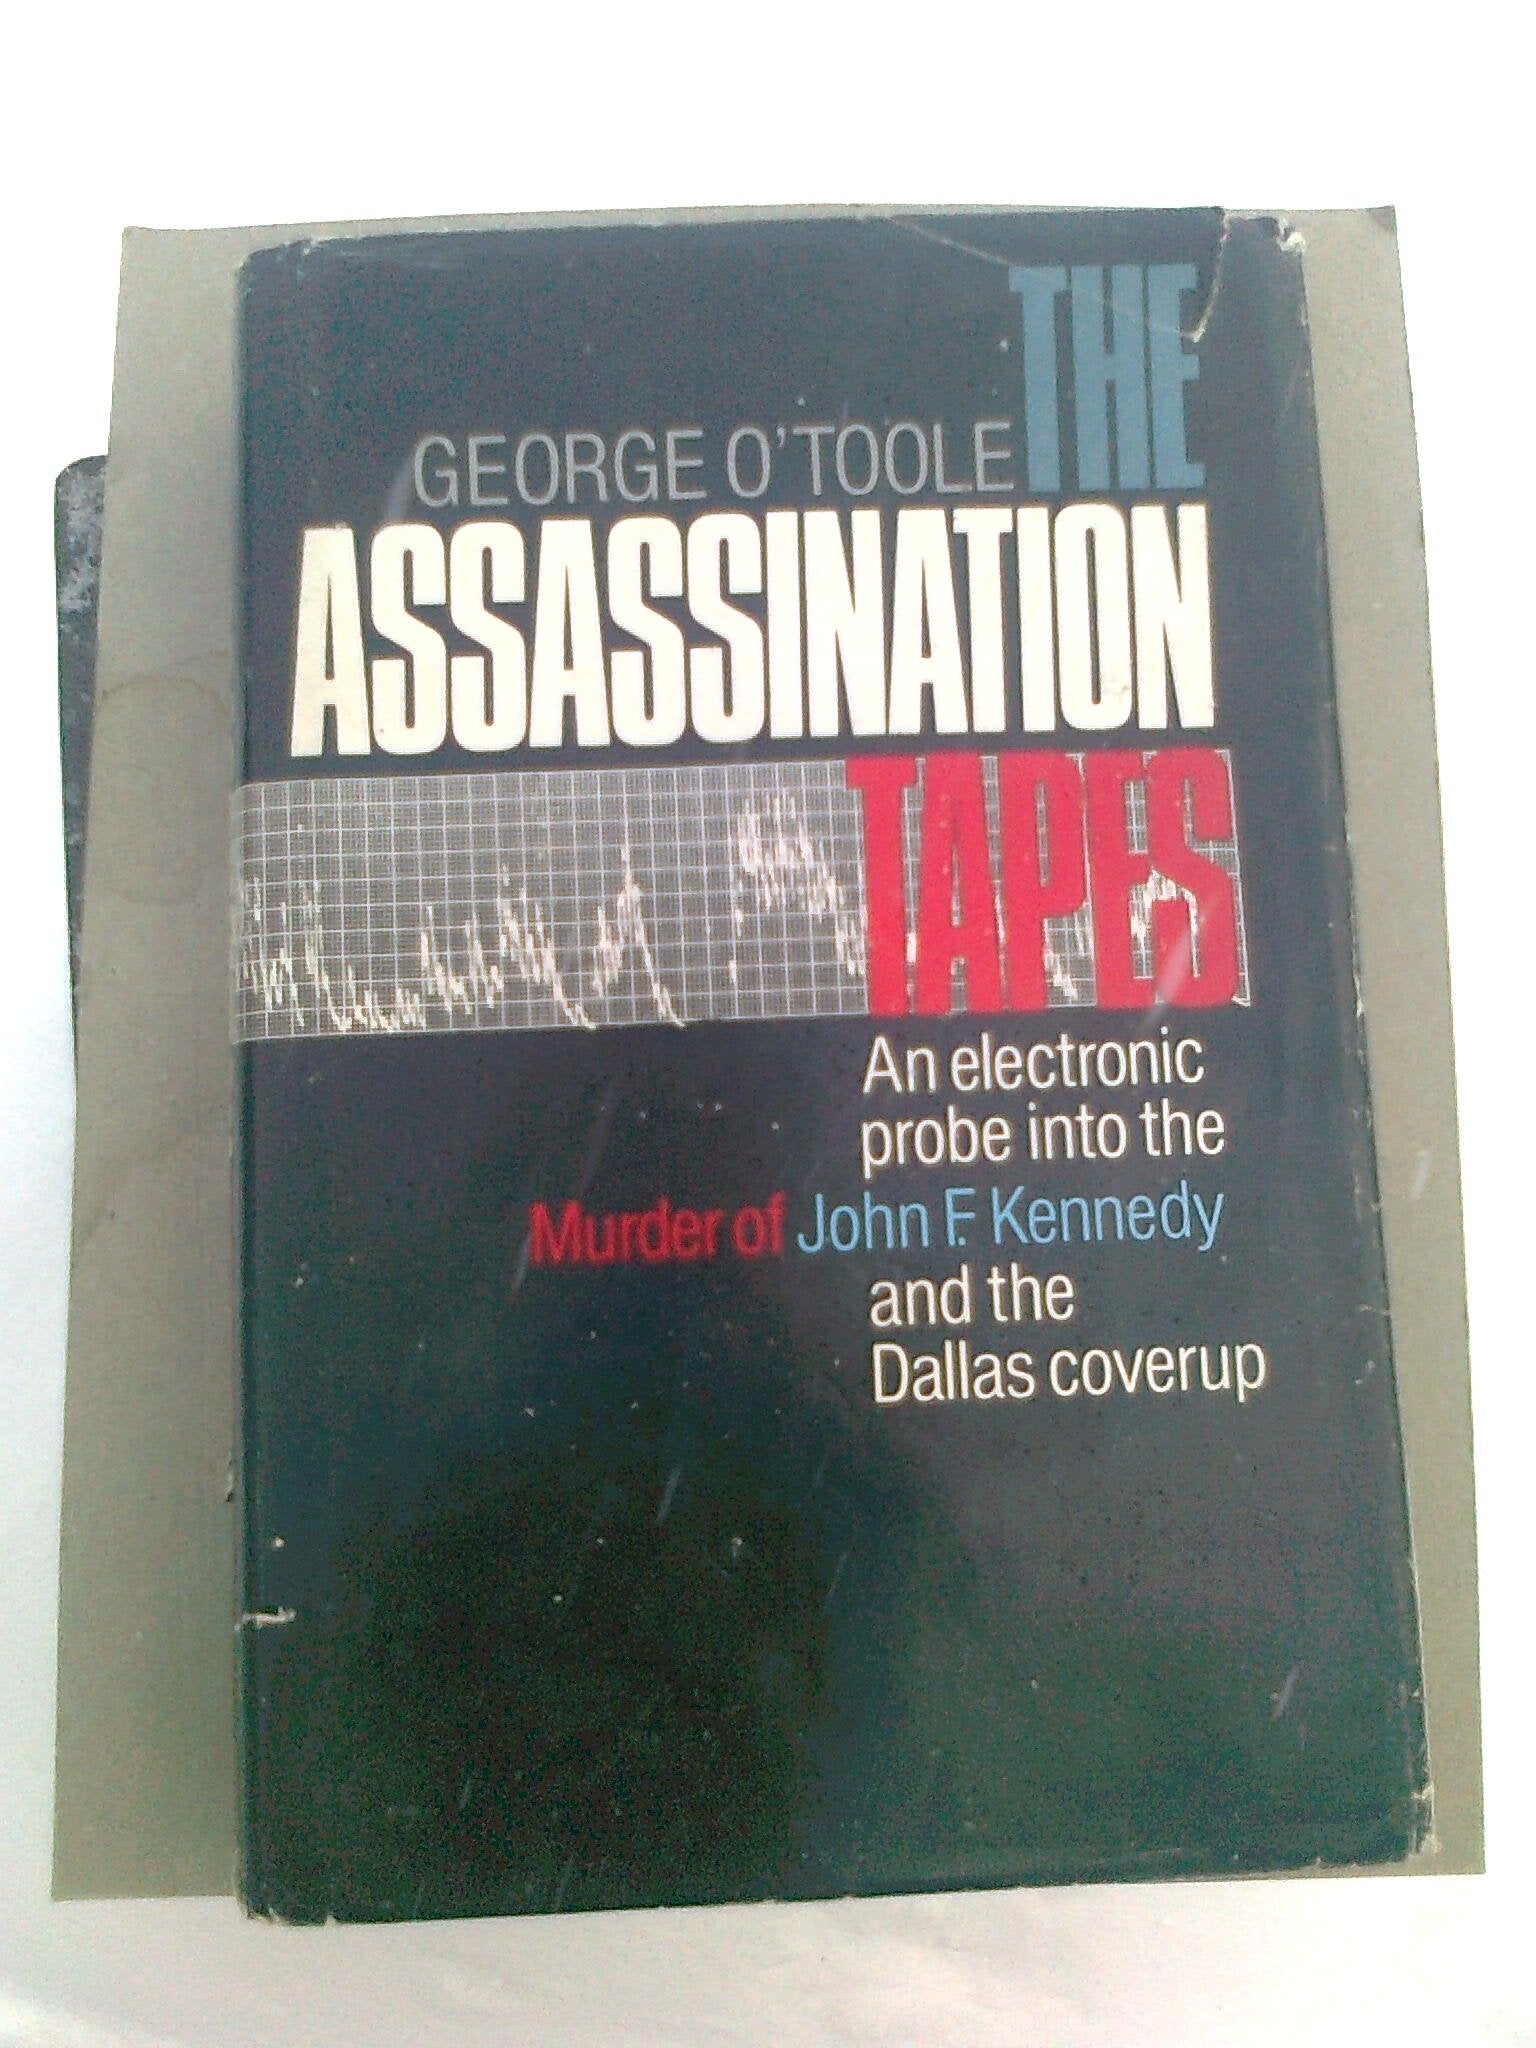 THE
GEORGE O'TOOLE
ASSASSINATION
TAPES
An electronic
probe into the
Murder of John F. Kennedy
and the
Dallas coverup